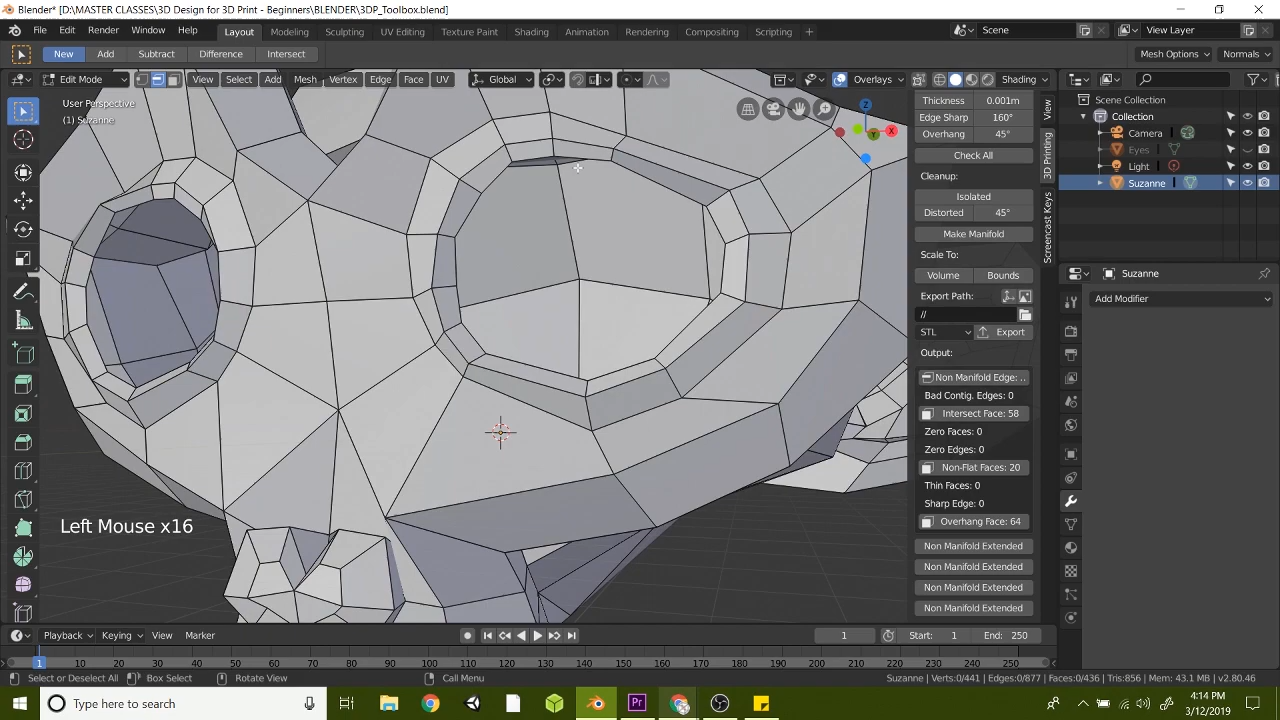 Blender* [D:\MASTER CLASSES\3D Design for 3D Print - Beginners\BLENDER\3DP_Toolbox.blend]
File Edit Render Window Help Layout Modeling Sculpting UV Editing Texture Paint Shading Animation Rendering Compositing Scripting + Scene View Layer
New Add Subtract Difference Intersect Mesh Options Normals
Edit Mode View Select Add Mesh Vertex Edge Face UV Global Overlays Shading
User Perspective
(1) Suzanne
Z
X
Y
Thickness 0.001m
Edge Sharp 160°
Overhang 45°
Check All
Cleanup:
Isolated
Distorted 45°
Make Manifold
Scale To:
Volume Bounds
Export Path:
//
STL Export
Output:
Non Manifold Edge: ..
Bad Contig. Edges: 0
Intersect Face: 58
Zero Faces: 0
Zero Edges: 0
Non-Flat Faces: 20
Thin Faces: 0
Sharp Edge: 0
Overhang Face: 64
Non Manifold Extended
Non Manifold Extended
Non Manifold Extended
Non Manifold Extended
View
3D Printing
Screencast Keys
Scene Collection
Collection
Camera
Eyes
Light
Suzanne
Suzanne
Add Modifier
Left Mouse x16
Playback Keying View Marker 1 Start: 1 End: 250
1 10 20 30 40 50 60 70 80 90 100 110 120 130 140 150 160 170 180 190 200 210 220 230 240 250
Select or Deselect All Box Select Rotate View Call Menu Suzanne | Verts:0/441 | Edges:0/877 | Faces:0/436 | Tris:856 | Mem: 43.1 MB | v2.80.46
Type here to search
Pr
4:14 PM
3/12/2019